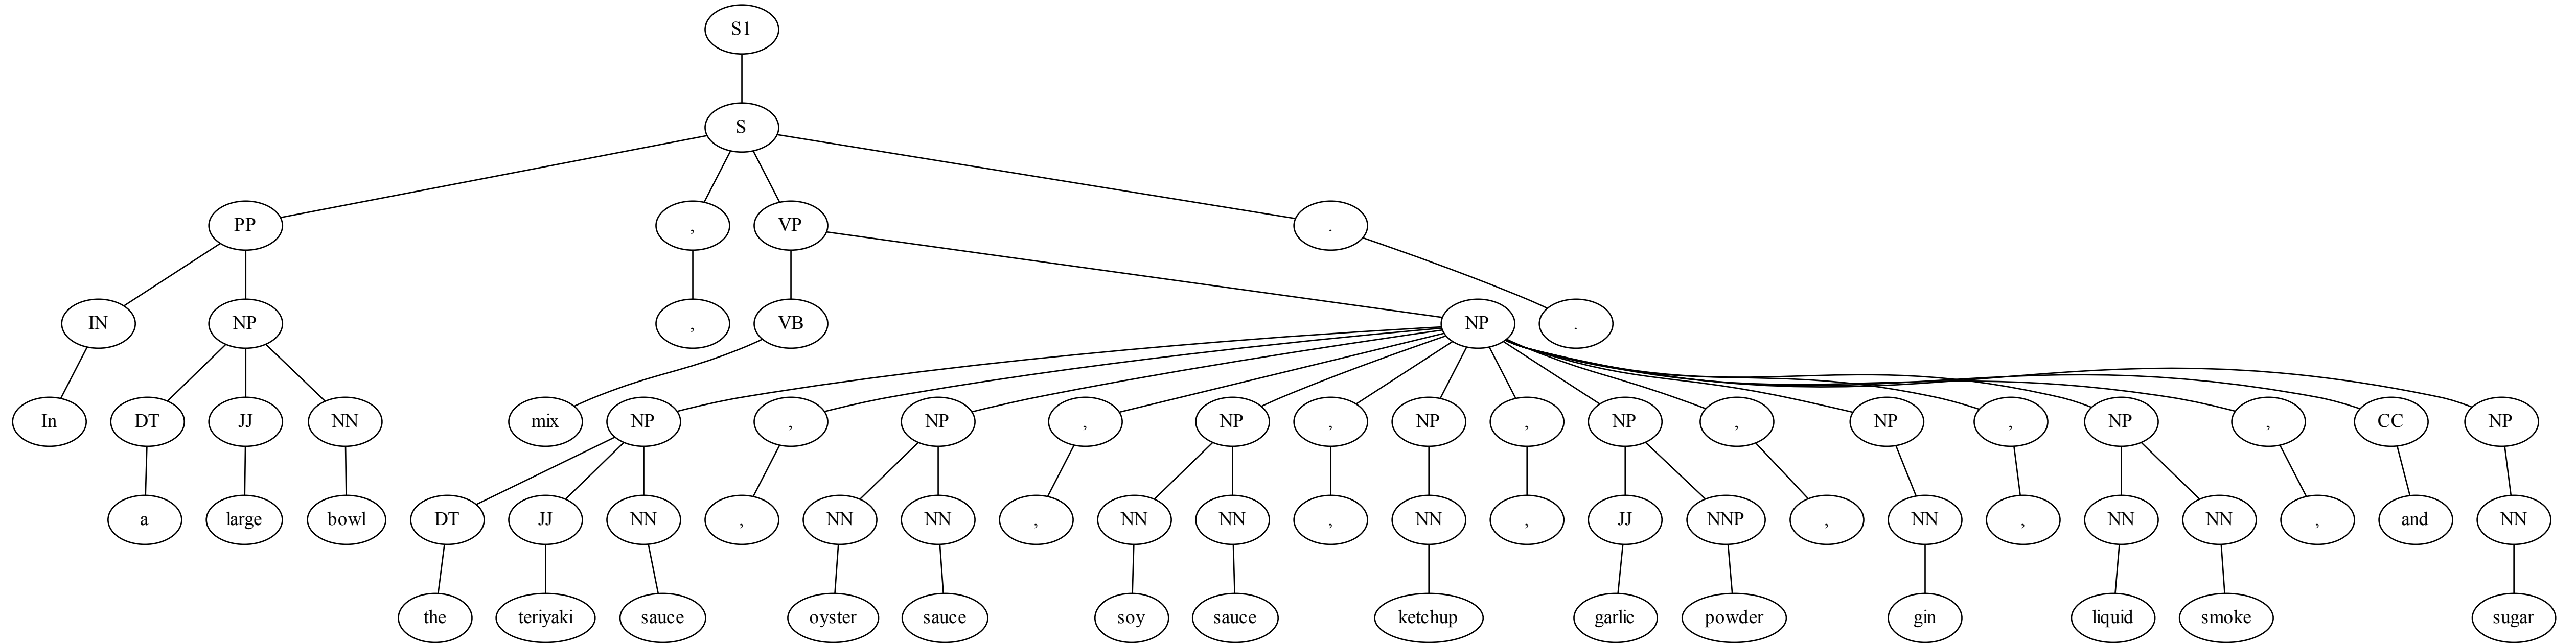 S1
S
PP , VP .
IN NP , VB NP .
In DT JJ NN mix NP , NP , NP , NP , NP , NP , NP , CC NP
a large bowl DT JJ NN , NN NN , NN NN , NN , JJ NNP , NN , NN NN , and NN
the teriyaki sauce oyster sauce soy sauce ketchup garlic powder gin liquid smoke sugar